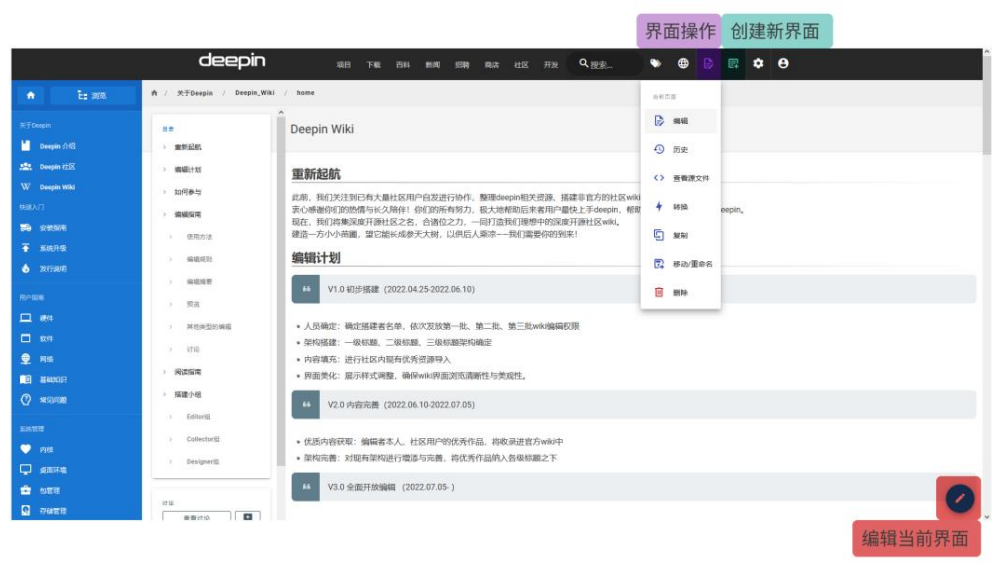 界面操作
创建新界面
deepin
项目 下载 百科 新闻 招聘 商店 社区 开发 搜索...
浏览
关于Deepin / Deepin_Wiki / home
关于Deepin
Deepin 介绍
Deepin 社区
Deepin Wiki
快速入门
安装指南
系统升级
发行说明
用户指南
硬件
软件
网络
基础知识
常见问题
系统管理
内核
桌面环境
包管理
存储管理
目录
重新起航
编辑计划
如何参与
编辑指南
使用方法
编辑规则
编辑摘要
预览
其他类型的编辑
讨论
阅读指南
搭建小组
Editor组
Collector组
Designer组
讨论
查看讨论
Deepin Wiki
重新起航
此前，我们关注到已有大量社区用户自发进行协作，整理deepin相关资源、搭建非官方的社区wiki
衷心感谢你们的热情与长久陪伴！你们的所有努力，极大地帮助后来者用户最快上手deepin，帮助 eepin。
现在，我们将集深度开源社区之名，合诸位之力，一同打造我们理想中的深度开源社区wiki。
建造一方小小苗圃，望它能长成参天大树，以供后人乘凉——我们需要你的到来！
编辑计划
V1.0 初步搭建（2022.04.25-2022.06.10）
人员确定：确定搭建者名单，依次发放第一批、第二批、第三批wiki编辑权限
架构搭建：一级标题、二级标题、三级标题架构确定
内容填充：进行社区内现有优秀资源导入
界面美化：展示样式调整，确保wiki界面浏览清晰性与美观性。
V2.0 内容完善（2022.06.10-2022.07.05）
优质内容获取：编辑者本人、社区用户的优秀作品，将收录进官方wiki中
架构完善：对现有架构进行增添与完善，将优秀作品纳入各级标题之下
V3.0 全面开放编辑 （2022.07.05- ）
当前页面
编辑
历史
查看源文件
转换
复制
移动/重命名
删除
编辑当前界面